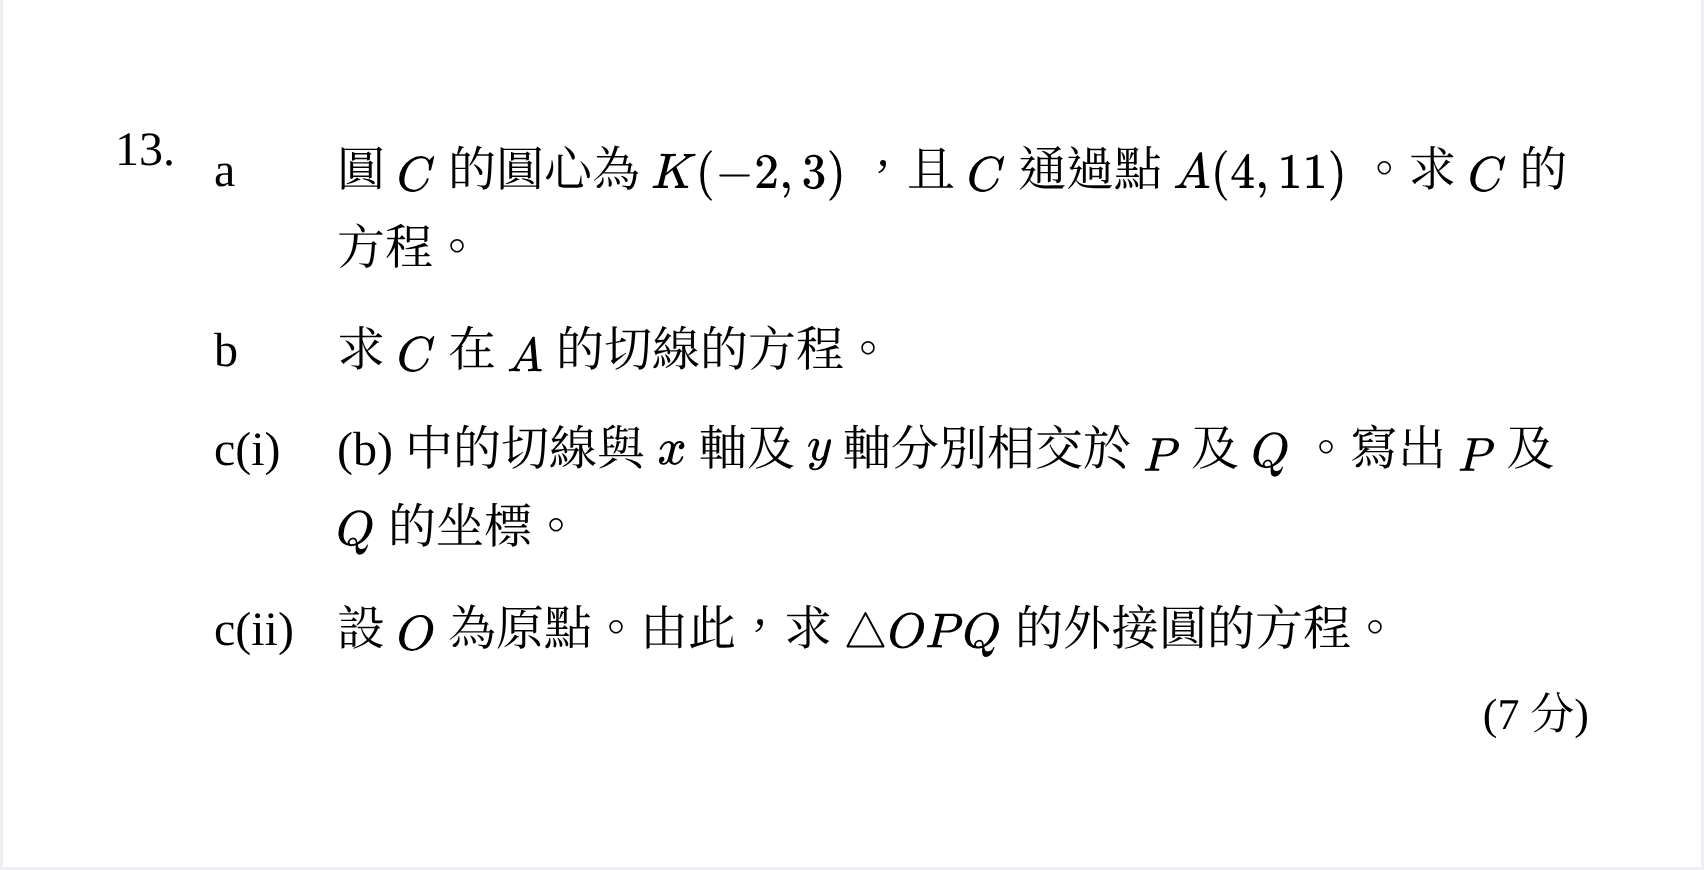 13. a 圓 C 的圓心為 K(−2, 3) ，且 C 通過點 A(4, 11) 。求 C 的
方程。
b 求 C 在 A 的切線的方程。
c(i) (b) 中的切線與 x 軸及 y 軸分別相交於 P 及 Q 。寫出 P 及
Q 的坐標。
c(ii) 設 O 為原點。由此，求 △OPQ 的外接圓的方程。
(7 分)